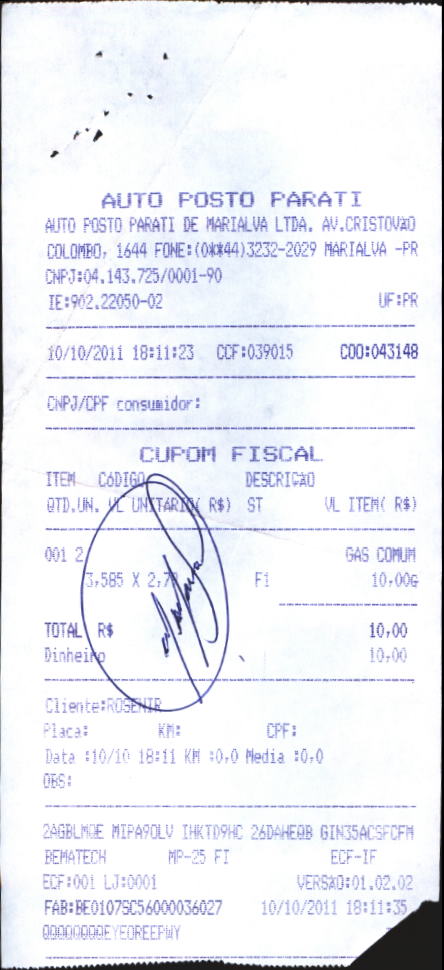 AUTO POSTO PARATI
AUTO POSTO PARATI DE MARIALVA LTDA. AV.CRISTOVÃO
COLOMBO, 1644 FONE:(0**44)3232-2029 MARIALVA -PR
CNPJ:04.143.725/0001-90
IE:902.22050-02 UF:PR
10/10/2011 18:11:23 CCF:039015 COO:043148
CNPJ/CPF consumidor:
CUPOM FISCAL
ITEM CÓDIGO DESCRIÇÃO
QTD.UN. VL UNITÁRIO( R$) ST VL ITEM( R$)
001 2 GAS COMUM
3,585 X 2,79 F1 10,00G
TOTAL R$ 10,00
Dinheiro 10,00
Cliente:ROSENIR
Placa: KM: CPF:
Data :10/10 18:11 KM :0,0 Media :0,0
OBS:
2AGBLMQE MIPA9OLV IHKTD9HC 26DAHEQB GIN35ACSFCFM
BEMATECH MP-25 FI ECF-IF
ECF:001 LJ:0001 VERSÃO:01.02.02
FAB:BE0107SC56000036027 10/10/2011 18:11:35
QQQQQQQQEYEOREEPWY